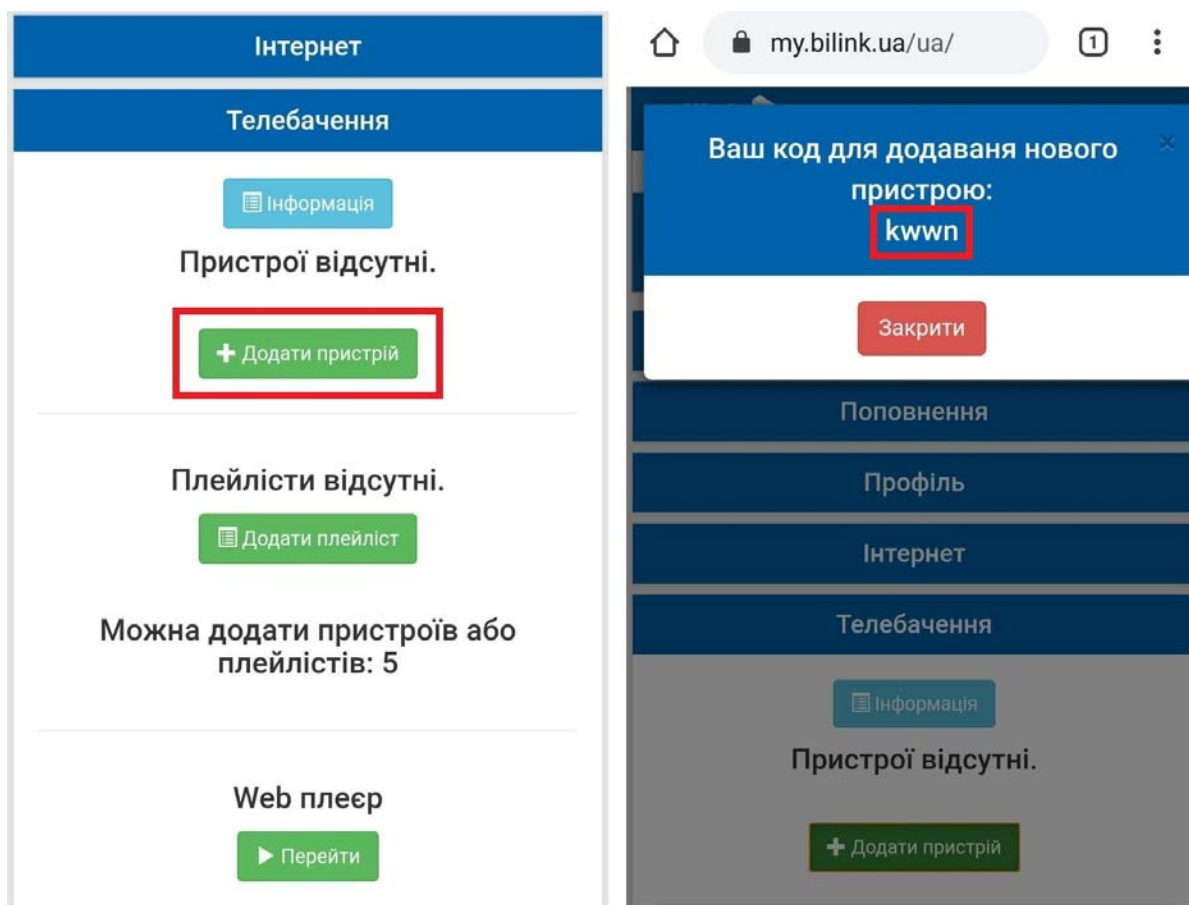 Інтернет
Телебачення
Інформація
Пристрої відсутні.
Додати пристрій
Плейлісти відсутні.
Додати плейліст
Можна додати пристроїв або
плейлістів: 5
Web плеєр
Перейти
my.bilink.ua/ua/
1
Ваш код для додаваня нового
пристрою:
kwwn
Закрити
Поповнення
Профіль
Інтернет
Телебачення
Інформація
Пристрої відсутні.
Додати пристрій